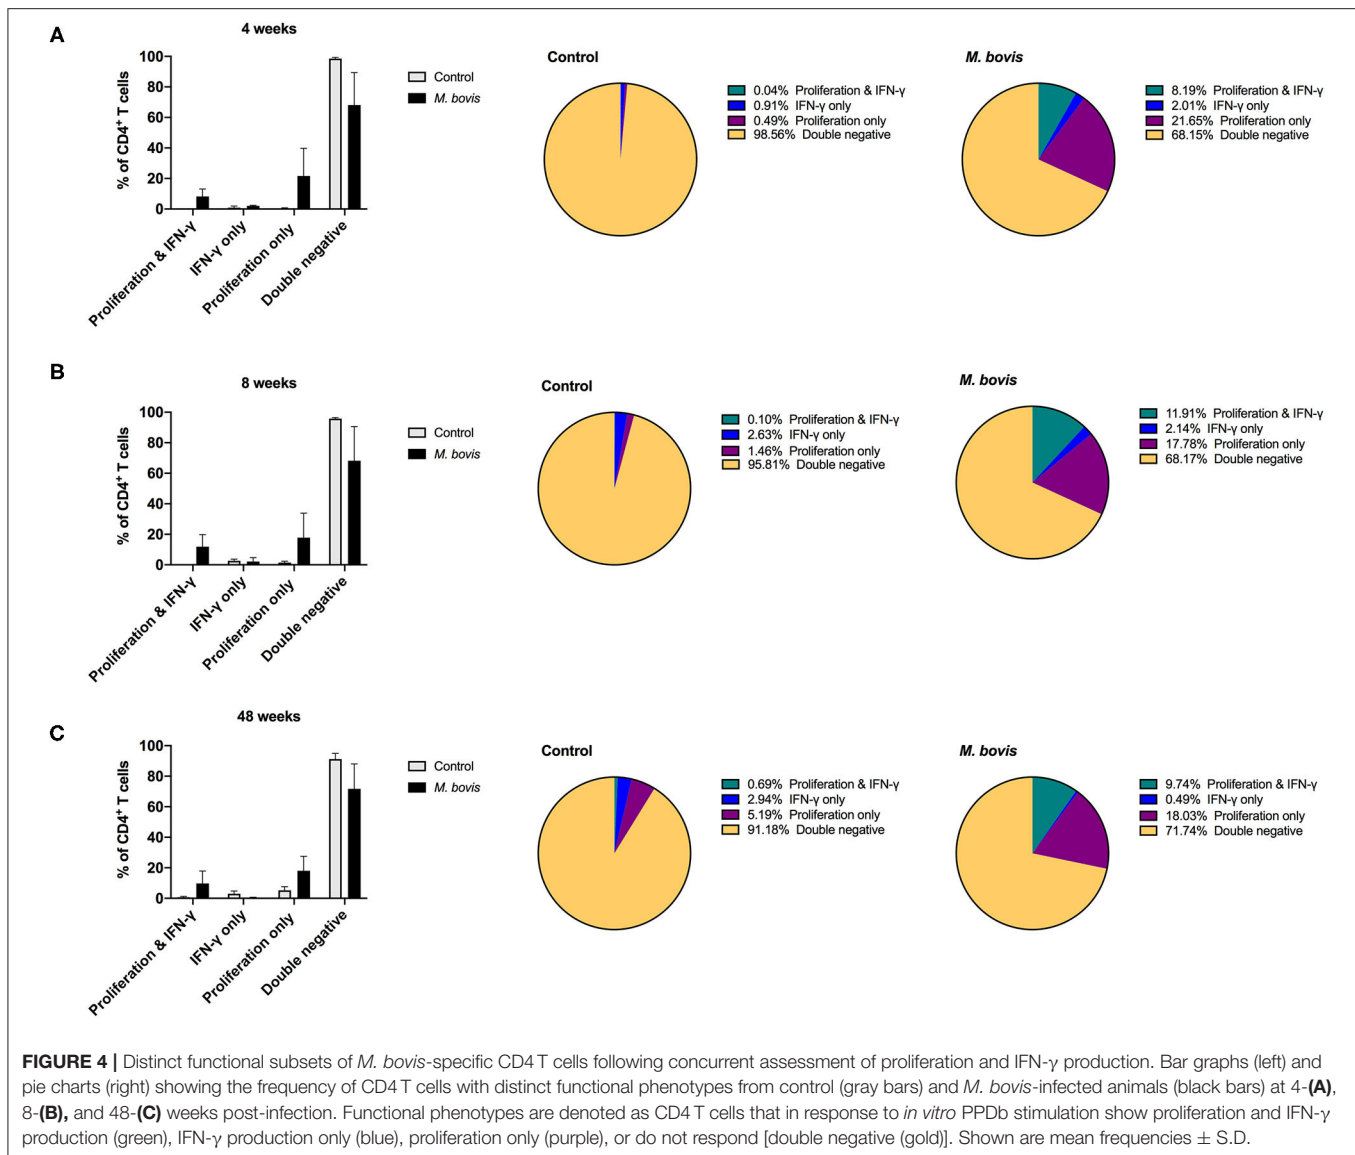 A
4 weeks
100
80
60
40
20
0
% of CD4+ T cells
Proliferation & IFN-γ
IFN-γ only
Proliferation only
Double negative
Control
M. bovis
Control
0.04% Proliferation & IFN-γ
0.91% IFN-γ only
0.49% Proliferation only
98.56% Double negative
M. bovis
8.19% Proliferation & IFN-γ
2.01% IFN-γ only
21.65% Proliferation only
68.15% Double negative
B
8 weeks
100
80
60
40
20
0
% of CD4+ T cells
Proliferation & IFN-γ
IFN-γ only
Proliferation only
Double negative
Control
M. bovis
Control
0.10% Proliferation & IFN-γ
2.63% IFN-γ only
1.46% Proliferation only
95.81% Double negative
M. bovis
11.91% Proliferation & IFN-γ
2.14% IFN-γ only
17.78% Proliferation only
68.17% Double negative
C
48 weeks
100
80
60
40
20
0
% of CD4+ T cells
Proliferation & IFN-γ
IFN-γ only
Proliferation only
Double negative
Control
M. bovis
Control
0.69% Proliferation & IFN-γ
2.94% IFN-γ only
5.19% Proliferation only
91.18% Double negative
M. bovis
9.74% Proliferation & IFN-γ
0.49% IFN-γ only
18.03% Proliferation only
71.74% Double negative
FIGURE 4 | Distinct functional subsets of M. bovis-specific CD4 T cells following concurrent assessment of proliferation and IFN-γ production. Bar graphs (left) and
pie charts (right) showing the frequency of CD4 T cells with distinct functional phenotypes from control (gray bars) and M. bovis-infected animals (black bars) at 4-(A),
8-(B), and 48-(C) weeks post-infection. Functional phenotypes are denoted as CD4 T cells that in response to in vitro PPDb stimulation show proliferation and IFN-γ
production (green), IFN-γ production only (blue), proliferation only (purple), or do not respond [double negative (gold)]. Shown are mean frequencies ± S.D.